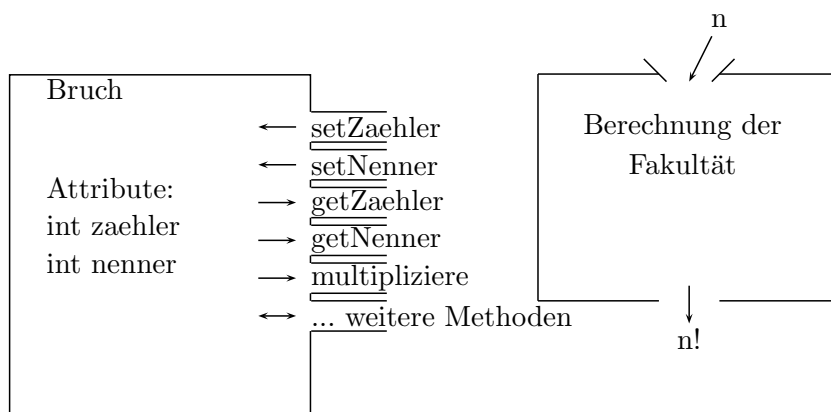 Bruch
Attribute:
int zaehler
int nenner
setZaehler
setNenner
getZaehler
getNenner
multipliziere
... weitere Methoden
n
Berechnung der
Fakultät
n!